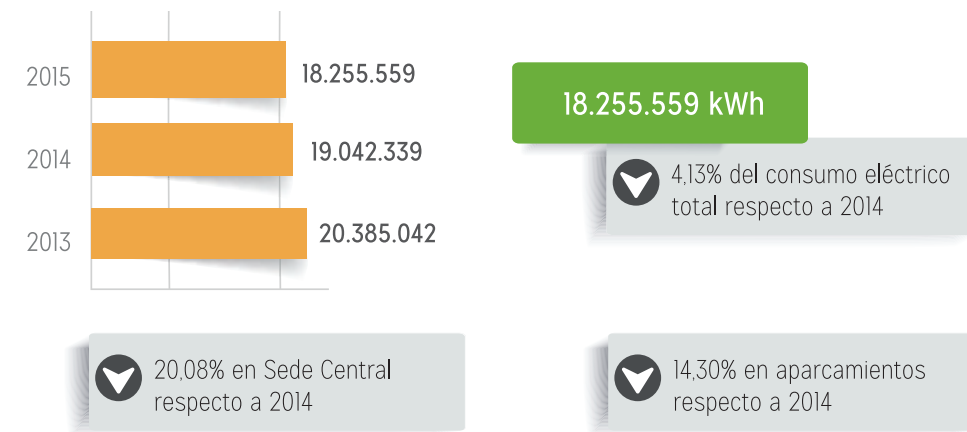 2015
18.255.559
2014
19.042.339
2013
20.385.042
18.255.559 kWh
4,13% del consumo eléctrico
total respecto a 2014
20,08% en Sede Central
respecto a 2014
14,30% en aparcamientos
respecto a 2014